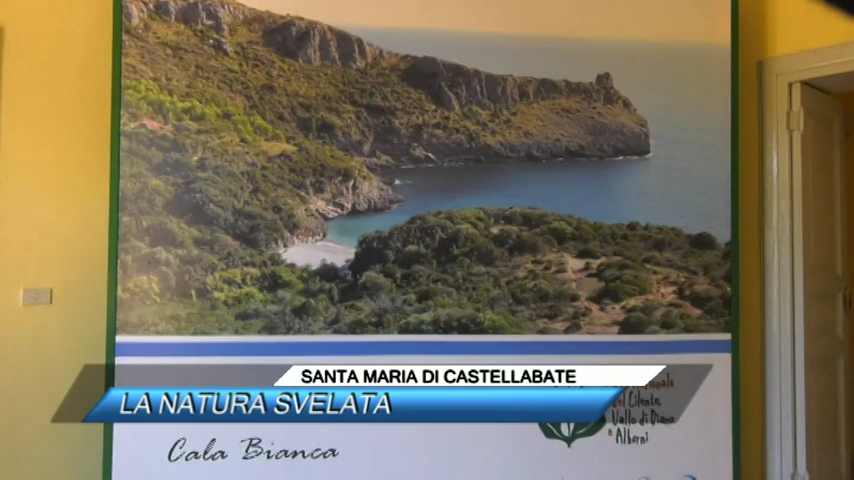 SANTA MARIA DI CASTELLABATE
LA NATURA SVELATA
del Cilento,
Vallo di Diano
e Alburni
Cala Bianca